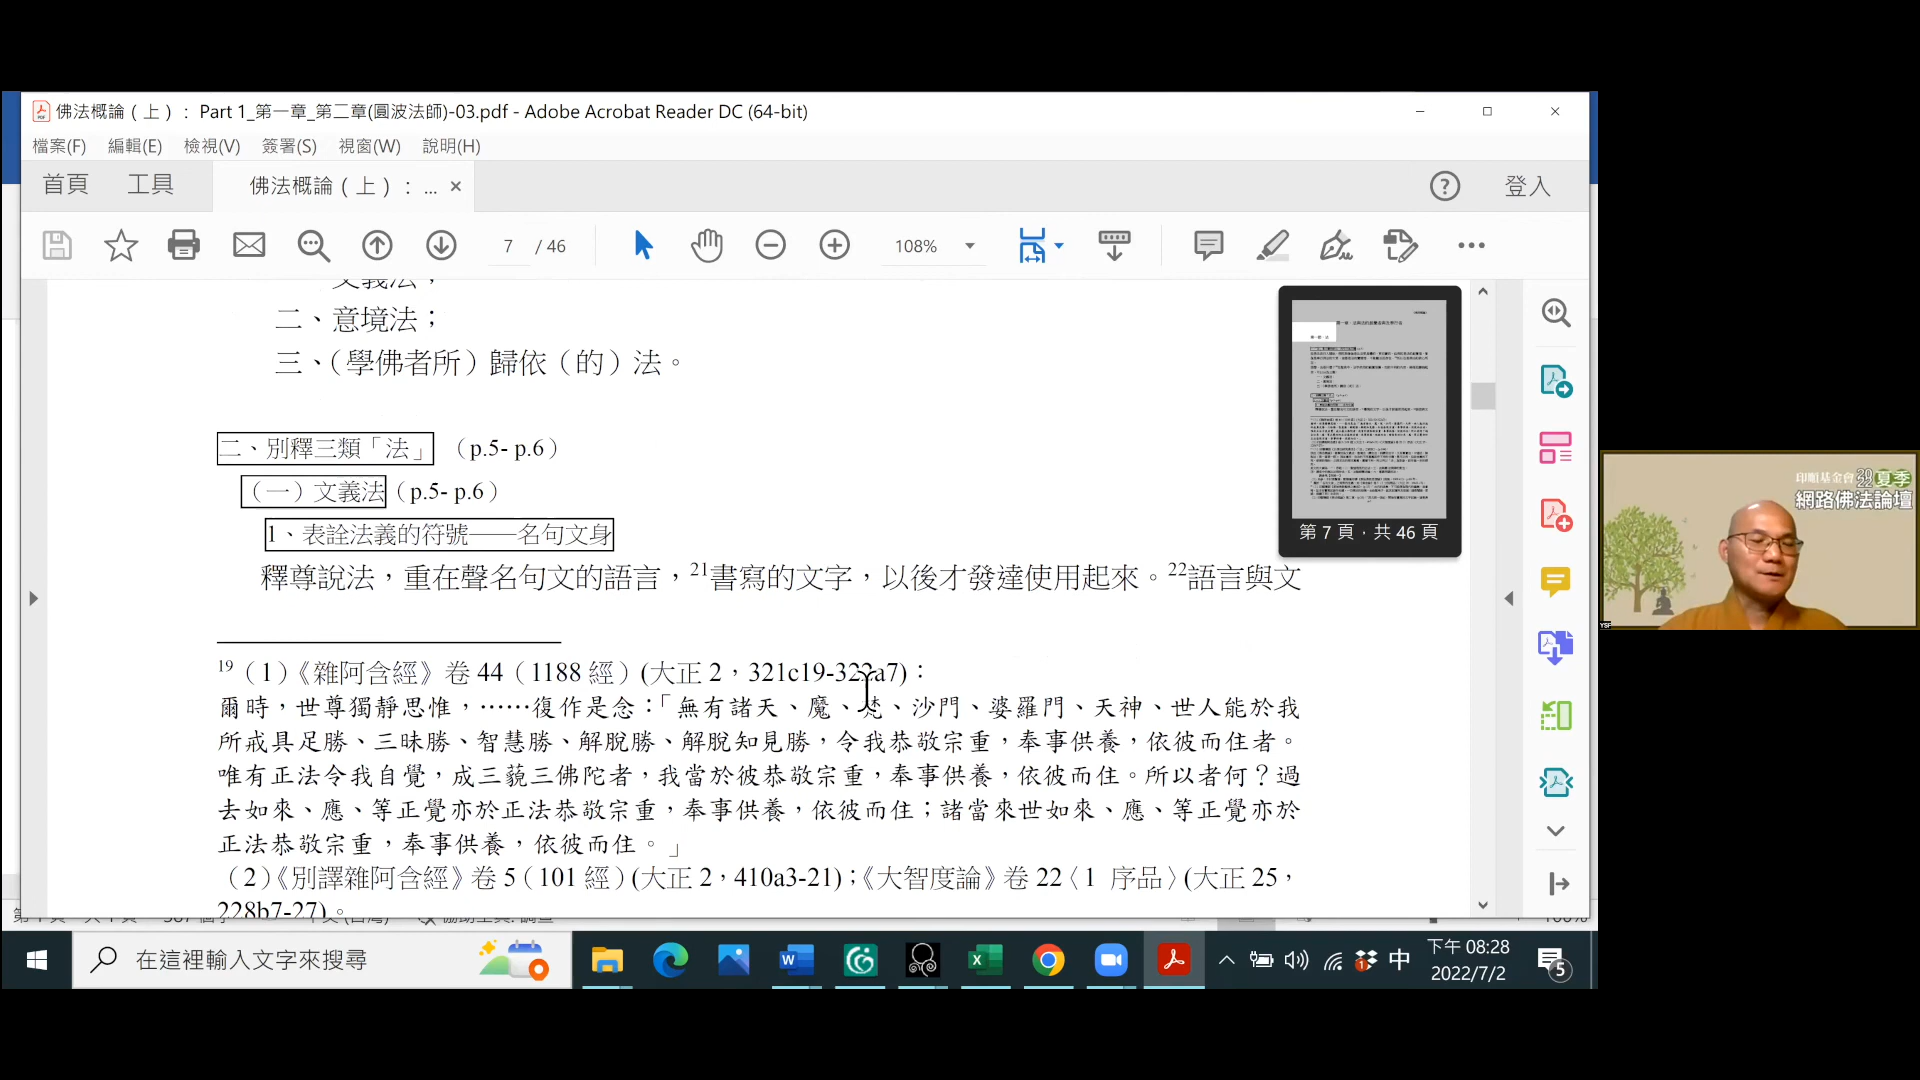 佛法概論（上）： Part 1_第一章_第二章(圓波法師)-03.pdf - Adobe Acrobat Reader DC (64-bit)
檔案(F) 編輯(E) 檢視(V) 簽署(S) 視窗(W) 說明(H)
首頁 工具 佛法概論（上）： ... × 登入
7 / 46 108%
文義法；
二、意境法；
三、（學佛者所）歸依（的）法。
二、別釋三類「法」（p.5- p.6）
（一）文義法（p.5- p.6）
1、表詮法義的符號——名句文身
釋尊說法，重在聲名句文的語言，21書寫的文字，以後才發達使用起來。22語言與文
19（1）《雜阿含經》卷 44（1188 經）(大正 2，321c19-322a7)：
爾時，世尊獨靜思惟，……復作是念：「無有諸天、魔、梵、沙門、婆羅門、天神、世人能於我
所戒具足勝、三昧勝、智慧勝、解脫勝、解脫知見勝，令我恭敬宗重，奉事供養，依彼而住者。
唯有正法令我自覺，成三藐三佛陀者，我當於彼恭敬宗重，奉事供養，依彼而住。所以者何？過
去如來、應、等正覺亦於正法恭敬宗重，奉事供養，依彼而住；諸當來世如來、應、等正覺亦於
正法恭敬宗重，奉事供養，依彼而住。」
（2）《別譯雜阿含經》卷 5（101 經）(大正 2，410a3-21)；《大智度論》卷 22〈1 序品〉(大正 25，
228b7-27)。
第 7 頁，共 46 頁
印順基金會 2022 夏季
網路佛法論壇
YSF
在這裡輸入文字來搜尋
中
下午 08:28
2022/7/2
5